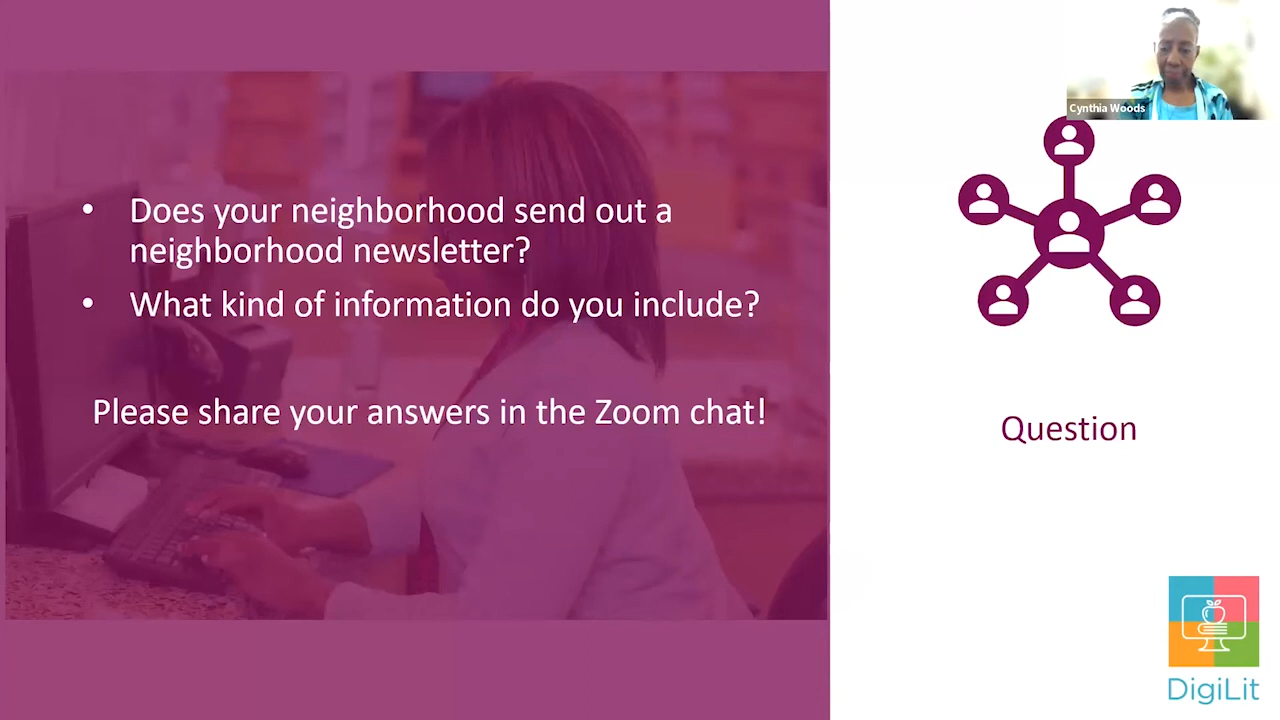 Cynthia Woods
• Does your neighborhood send out a
neighborhood newsletter?
• What kind of information do you include?
Please share your answers in the Zoom chat!
Question
DigiLit